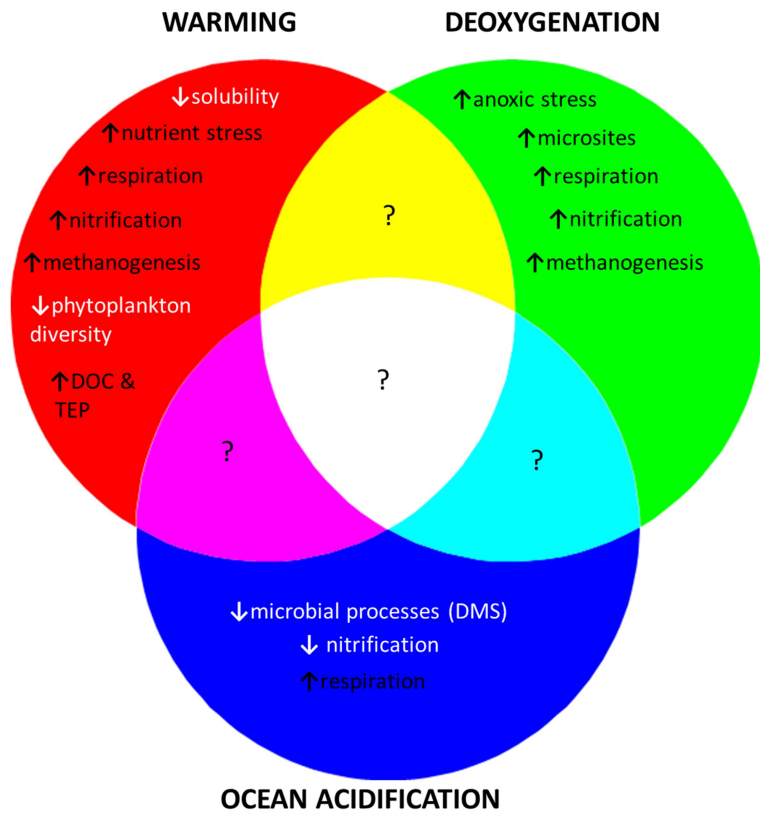 WARMING
DEOXYGENATION
↓solubility
↑nutrient stress
↑respiration
↑nitrification
↑methanogenesis
↓phytoplankton
diversity
↑DOC &
TEP
↑anoxic stress
↑microsites
↑respiration
↑nitrification
↑methanogenesis
?
?
?
?
↓microbial processes (DMS)
↓ nitrification
↑respiration
OCEAN ACIDIFICATION